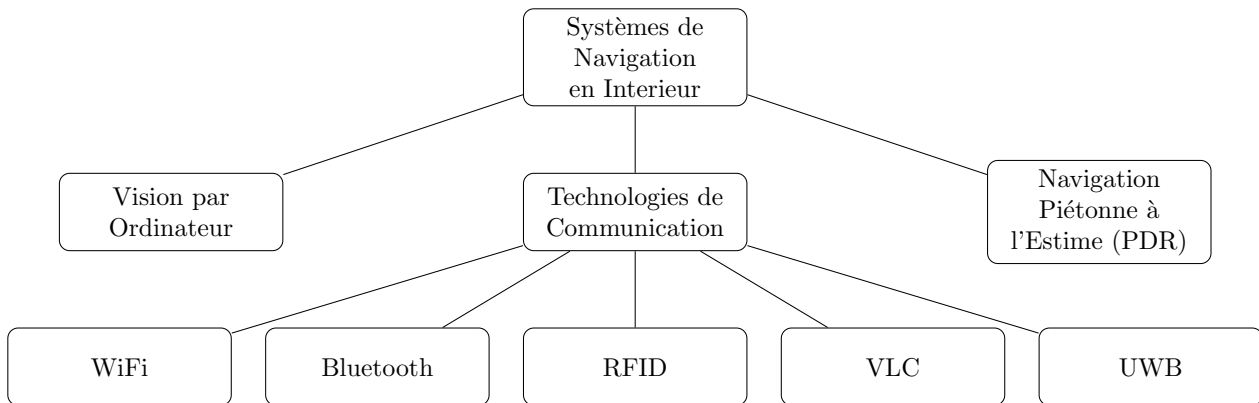 Systèmes de
Navigation
en Interieur
Vision par
Ordinateur
Technologies de
Communication
Navigation
Piétonne à
l'Estime (PDR)
WiFi
Bluetooth
RFID
VLC
UWB